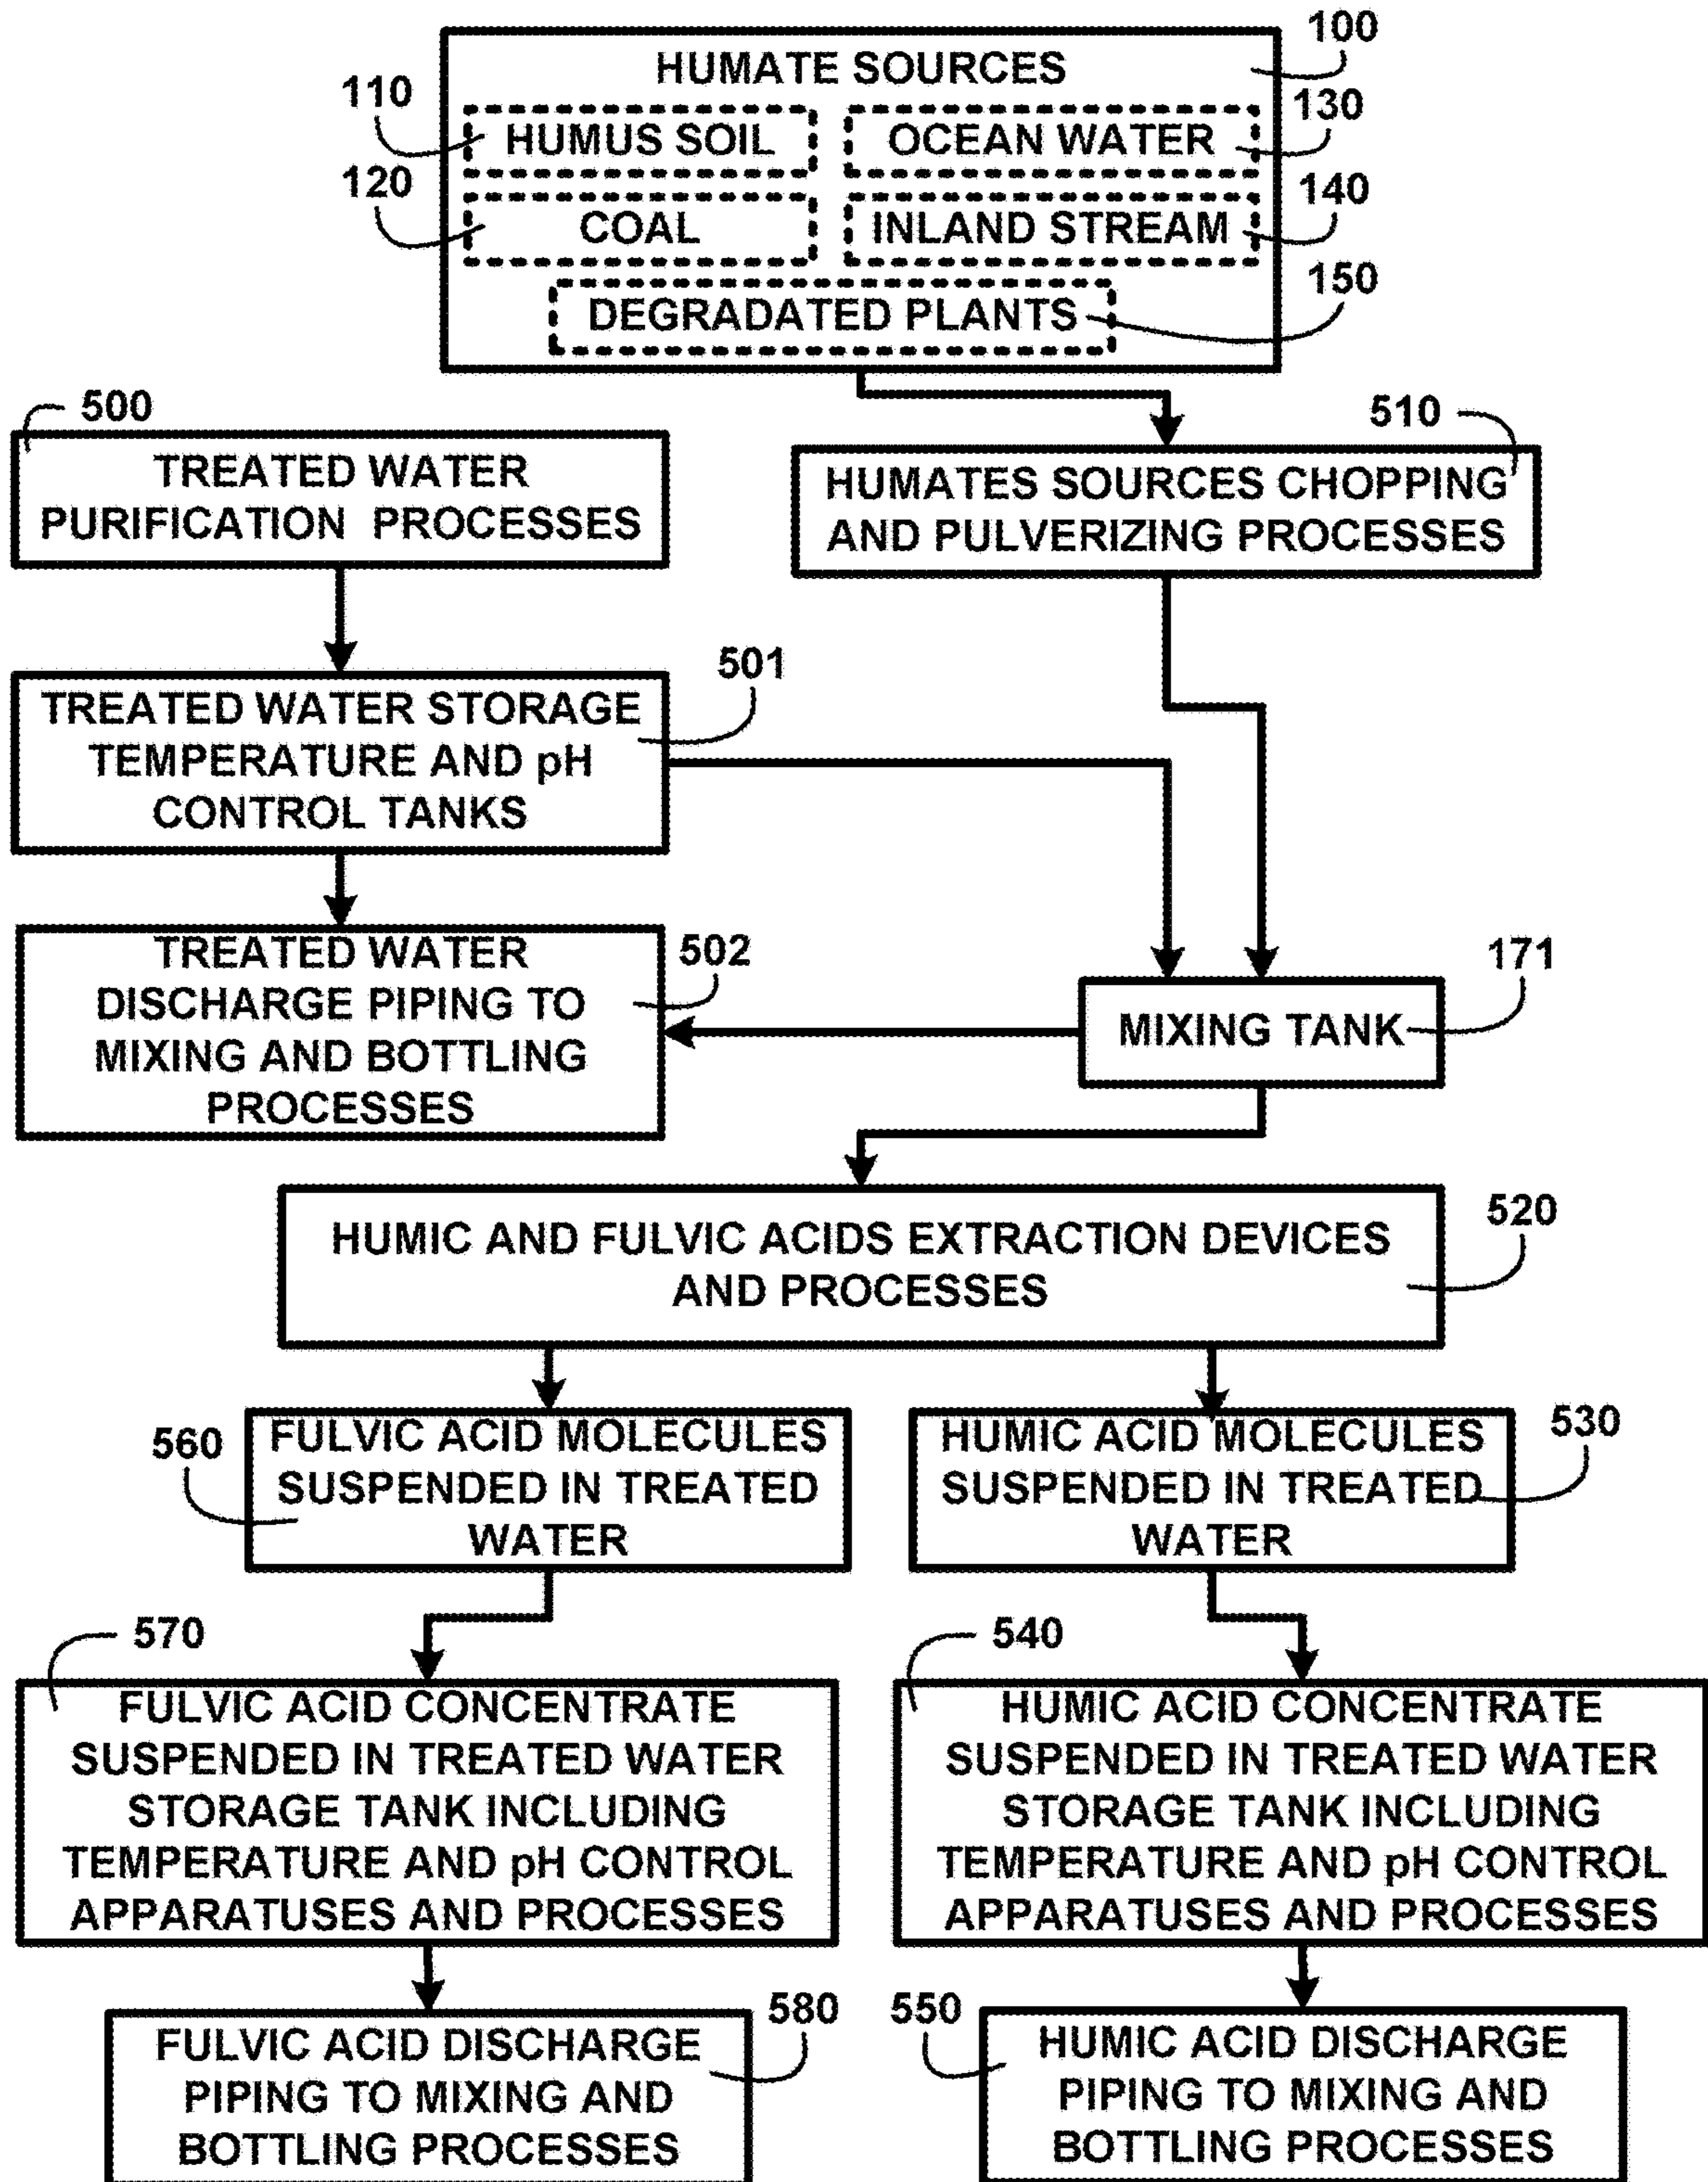 100
HUMATE SOURCES
110
130
HUMUS SOIL
OCEAN WATER
120
140
COAL
INLAND STREAM
150
DEGRADATED PLANTS
500
510
TREATED WATER
PURIFICATION PROCESSES
HUMATES SOURCES CHOPPING
AND PULVERIZING PROCESSES
501
TREATED WATER STORAGE
TEMPERATURE AND pH
CONTROL TANKS
502
TREATED WATER
DISCHARGE PIPING TO
MIXING AND BOTTLING
PROCESSES
171
MIXING TANK
520
HUMIC AND FULVIC ACIDS EXTRACTION DEVICES
AND PROCESSES
560
FULVIC ACID MOLECULES
SUSPENDED IN TREATED
WATER
530
HUMIC ACID MOLECULES
SUSPENDED IN TREATED
WATER
570
FULVIC ACID CONCENTRATE
SUSPENDED IN TREATED WATER
STORAGE TANK INCLUDING
TEMPERATURE AND pH CONTROL
APPARATUSES AND PROCESSES
540
HUMIC ACID CONCENTRATE
SUSPENDED IN TREATED WATER
STORAGE TANK INCLUDING
TEMPERATURE AND pH CONTROL
APPARATUSES AND PROCESSES
580
FULVIC ACID DISCHARGE
PIPING TO MIXING AND
BOTTLING PROCESSES
550
HUMIC ACID DISCHARGE
PIPING TO MIXING AND
BOTTLING PROCESSES